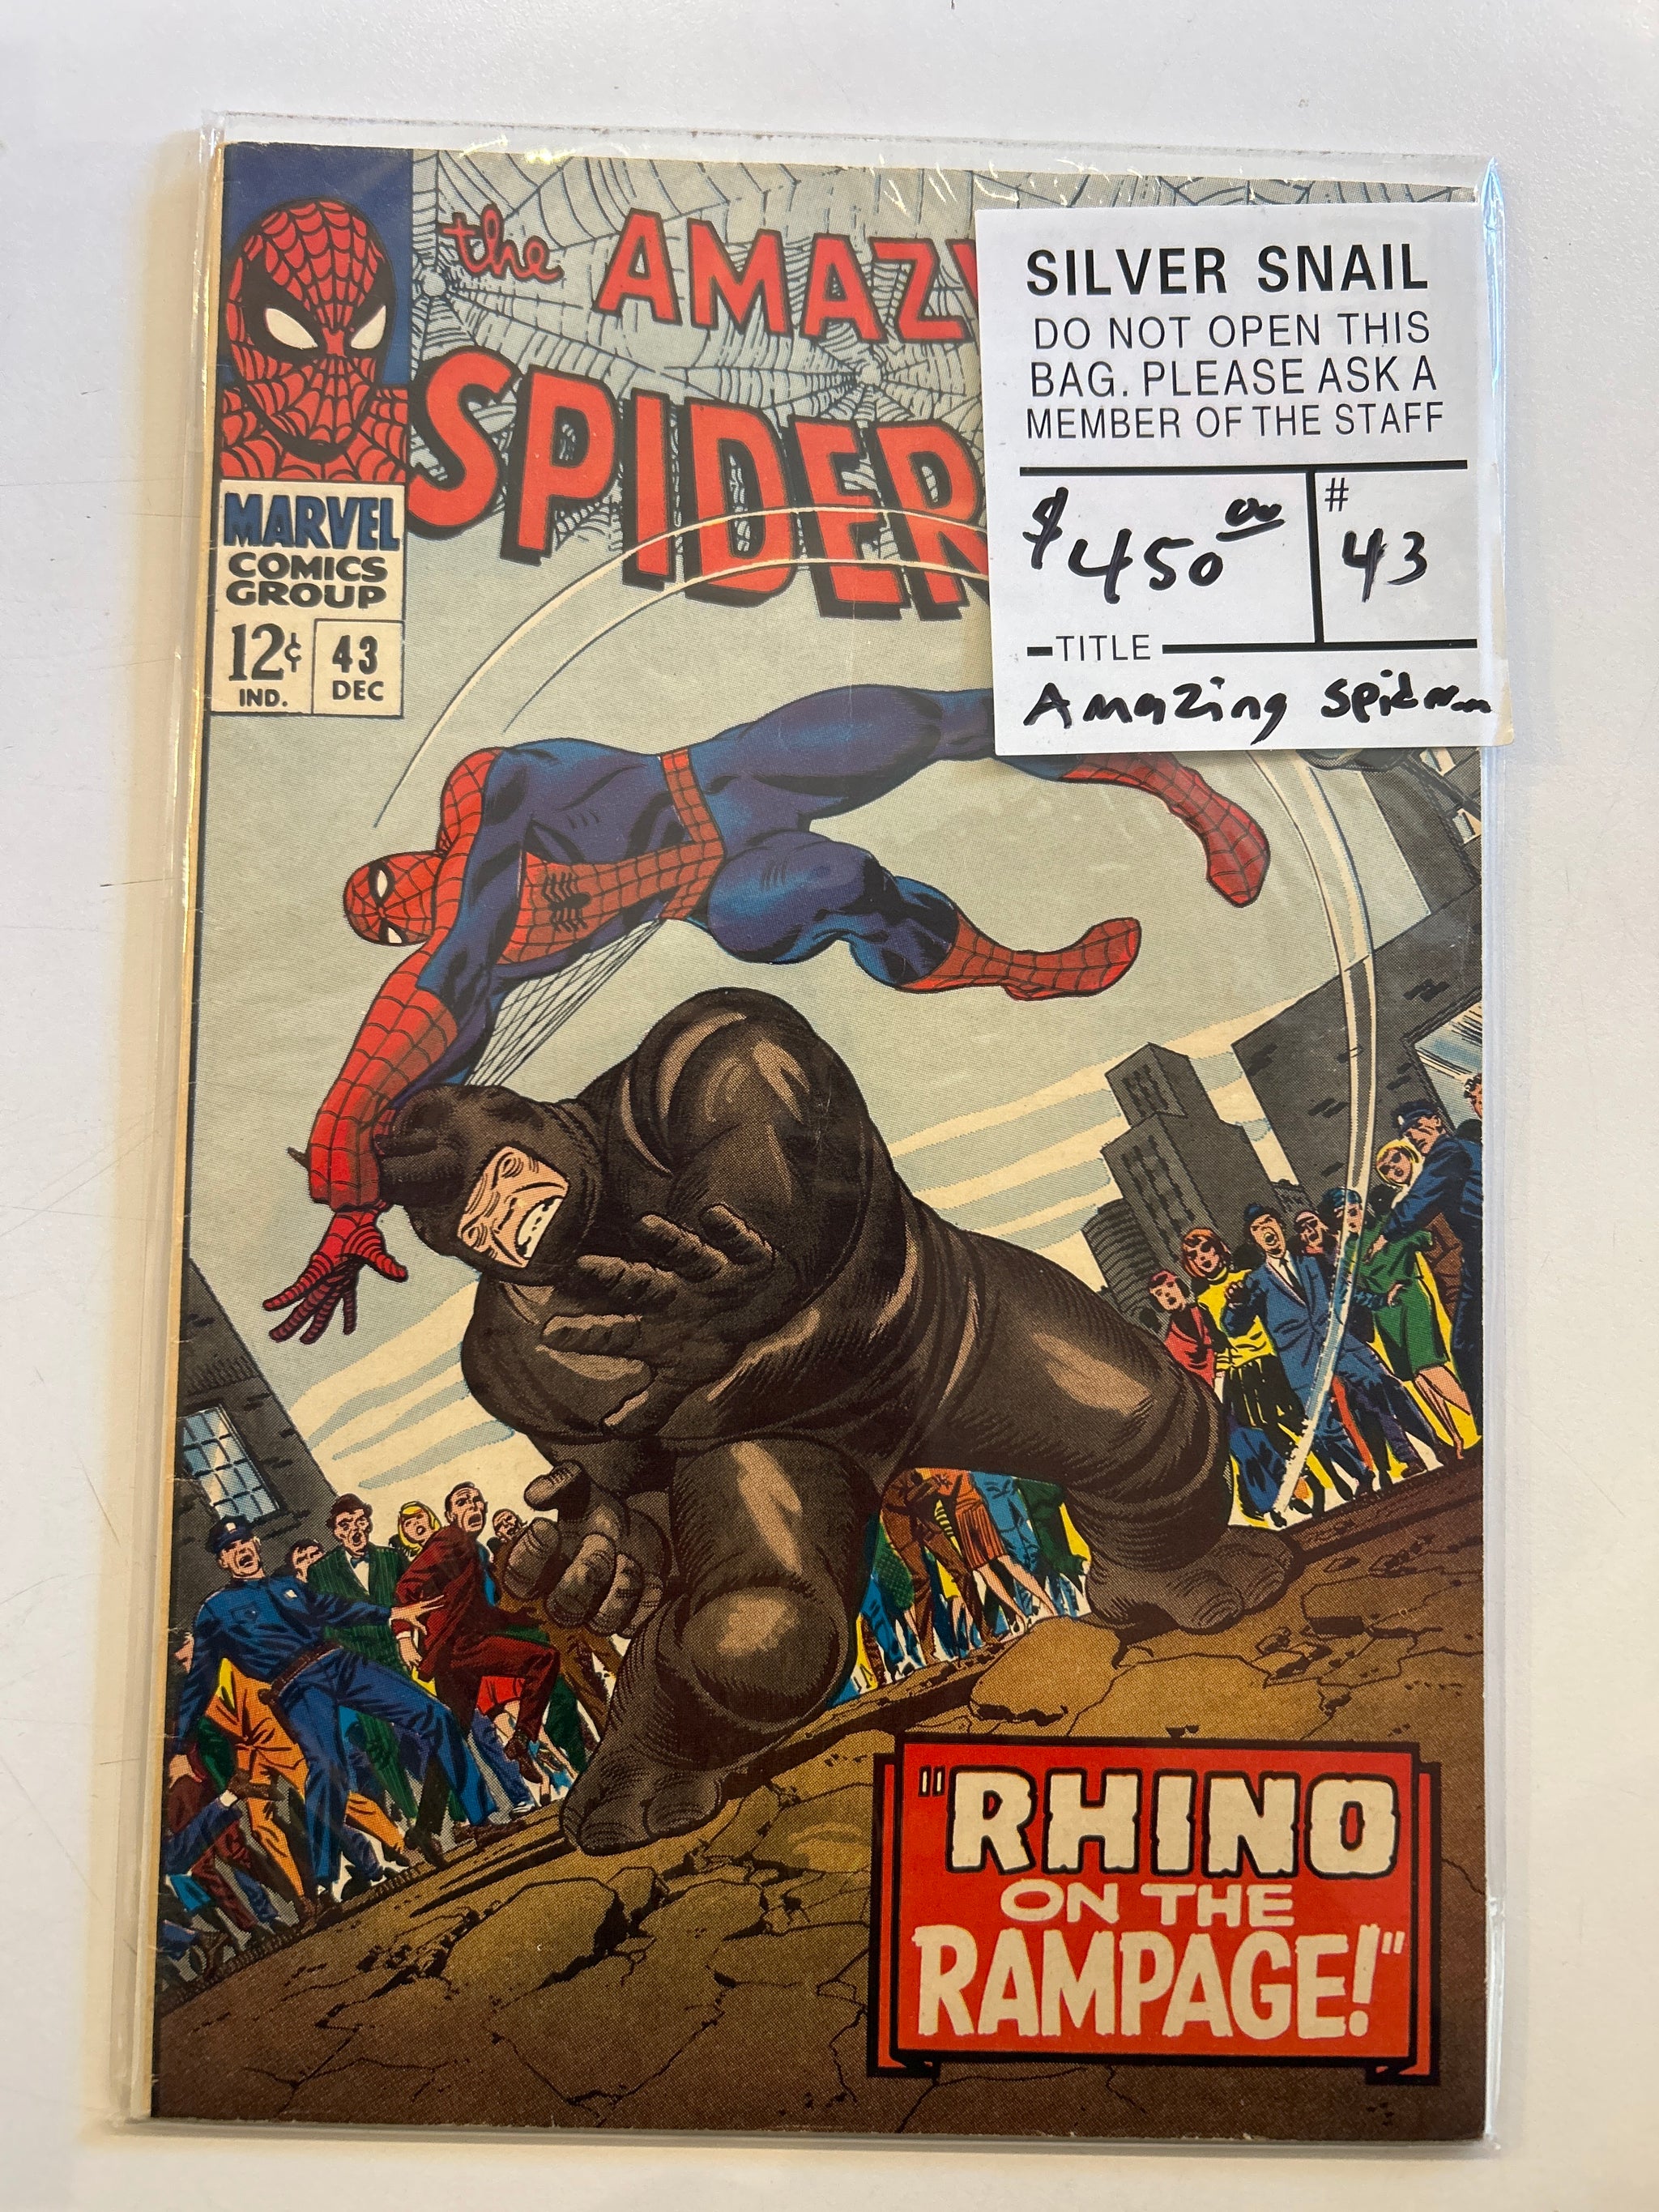 the AMAZ
SPIDER
MARVEL
COMICS
GROUP
12¢
IND.
43
DEC
SILVER SNAIL
DO NOT OPEN THIS
BAG. PLEASE ASK A
MEMBER OF THE STAFF
$450.00
#
43
TITLE
Amazing Spiderman
"RHINO
ON THE
RAMPAGE!"